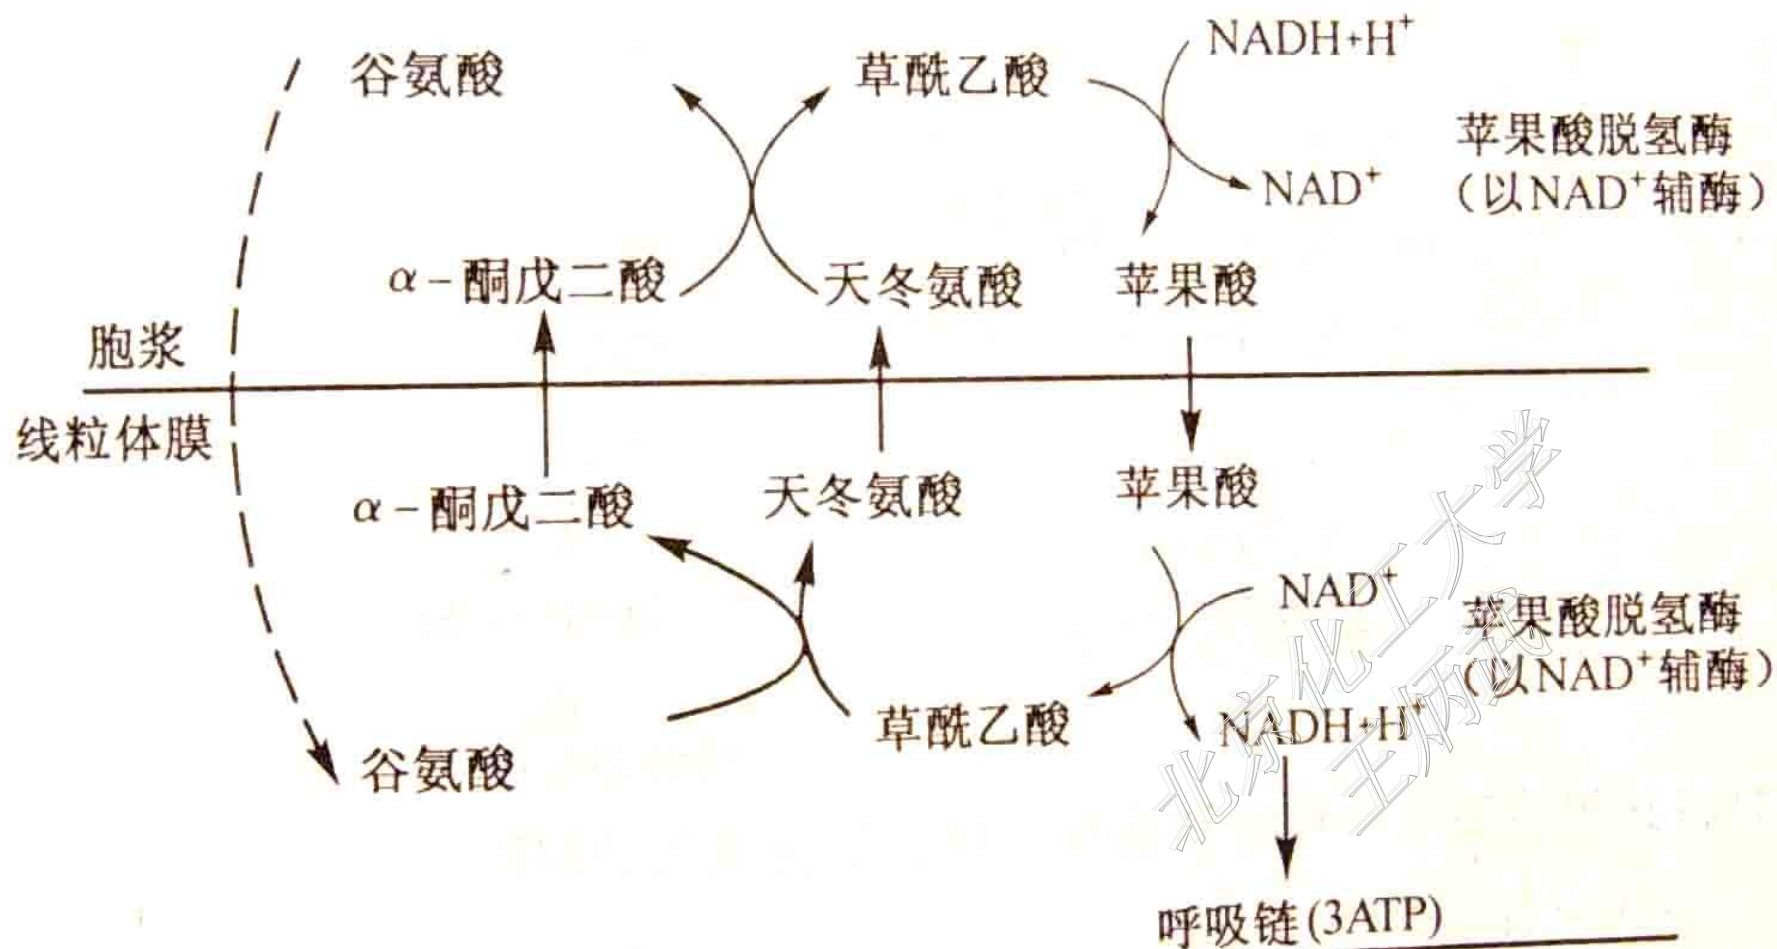 谷氨酸
草酰乙酸
NADH+H⁺
NAD⁺
苹果酸脱氢酶
(以NAD⁺辅酶)
α-酮戊二酸
天冬氨酸
苹果酸
胞浆
线粒体膜
α-酮戊二酸
天冬氨酸
苹果酸
NAD⁺
苹果酸脱氢酶
(以NAD⁺辅酶)
谷氨酸
草酰乙酸
NADH+H⁺
呼吸链(3ATP)
北京化工大学
王炳武